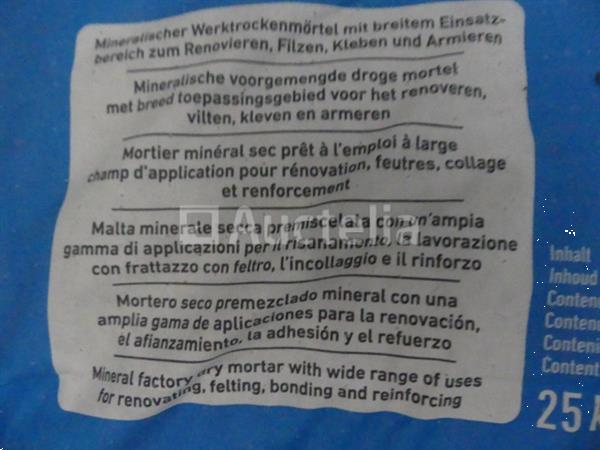 Mineralischer Werktrockenmörtel mit breitem Einsatz-
bereich zum Renovieren, Filzen, Kleben und Armieren
Mineralische voorgemengde droge mortel
met breed toepassingsgebied voor het renoveren,
vilten, kleven en armeren
Mortier minéral sec prêt à l'emploi à large
champ d'application pour rénovation, feutres, collage
et renforcement
Malta minerale secca premiscelata con un'ampia
gamma di applicazioni per il risanamento, la lavorazione
con frattazzo con feltro, l'incollaggio e il rinforzo
Mortero seco premezclado mineral con una
amplia gama de aplicaciones para la renovación,
el afianzamiento, la adhesión y el refuerzo
Mineral factory dry mortar with wide range of uses
for renovating, felting, bonding and reinforcing
Auctelia
Inhalt
Inhoud
Contenu
Conteni
Content
25